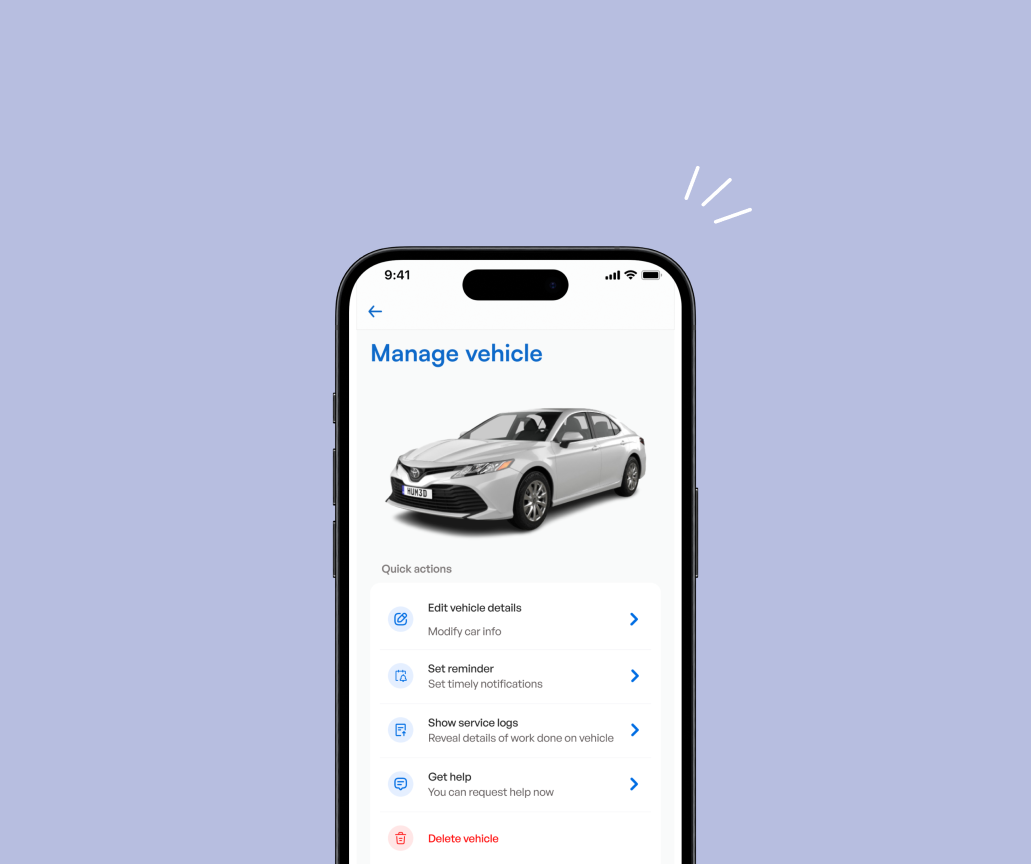 9:41
Manage vehicle
HUM3D
Quick actions
Edit vehicle details
Modify car info
Set reminder
Set timely notifications
Show service logs
Reveal details of work done on vehicle
Get help
You can request help now
Delete vehicle